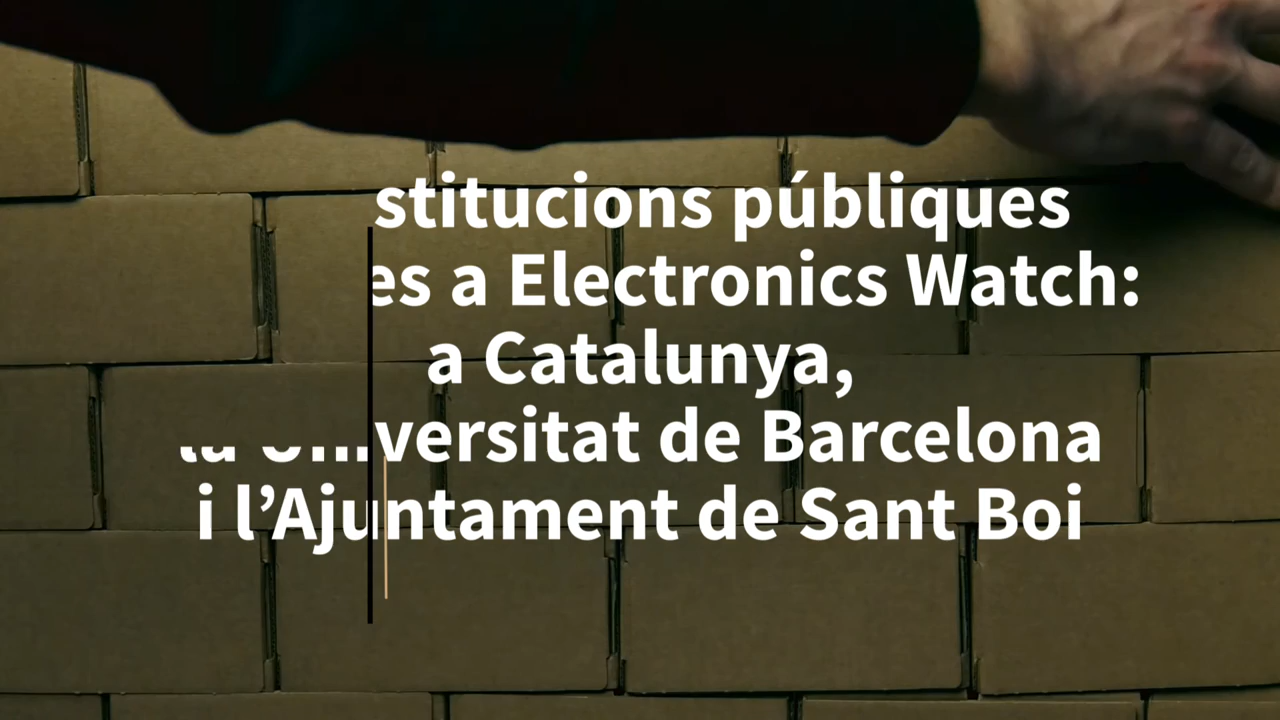 stitucions públiques
es a Electronics Watch:
a Catalunya,
versitat de Barcelona
i l’Ajuntament de Sant Boi